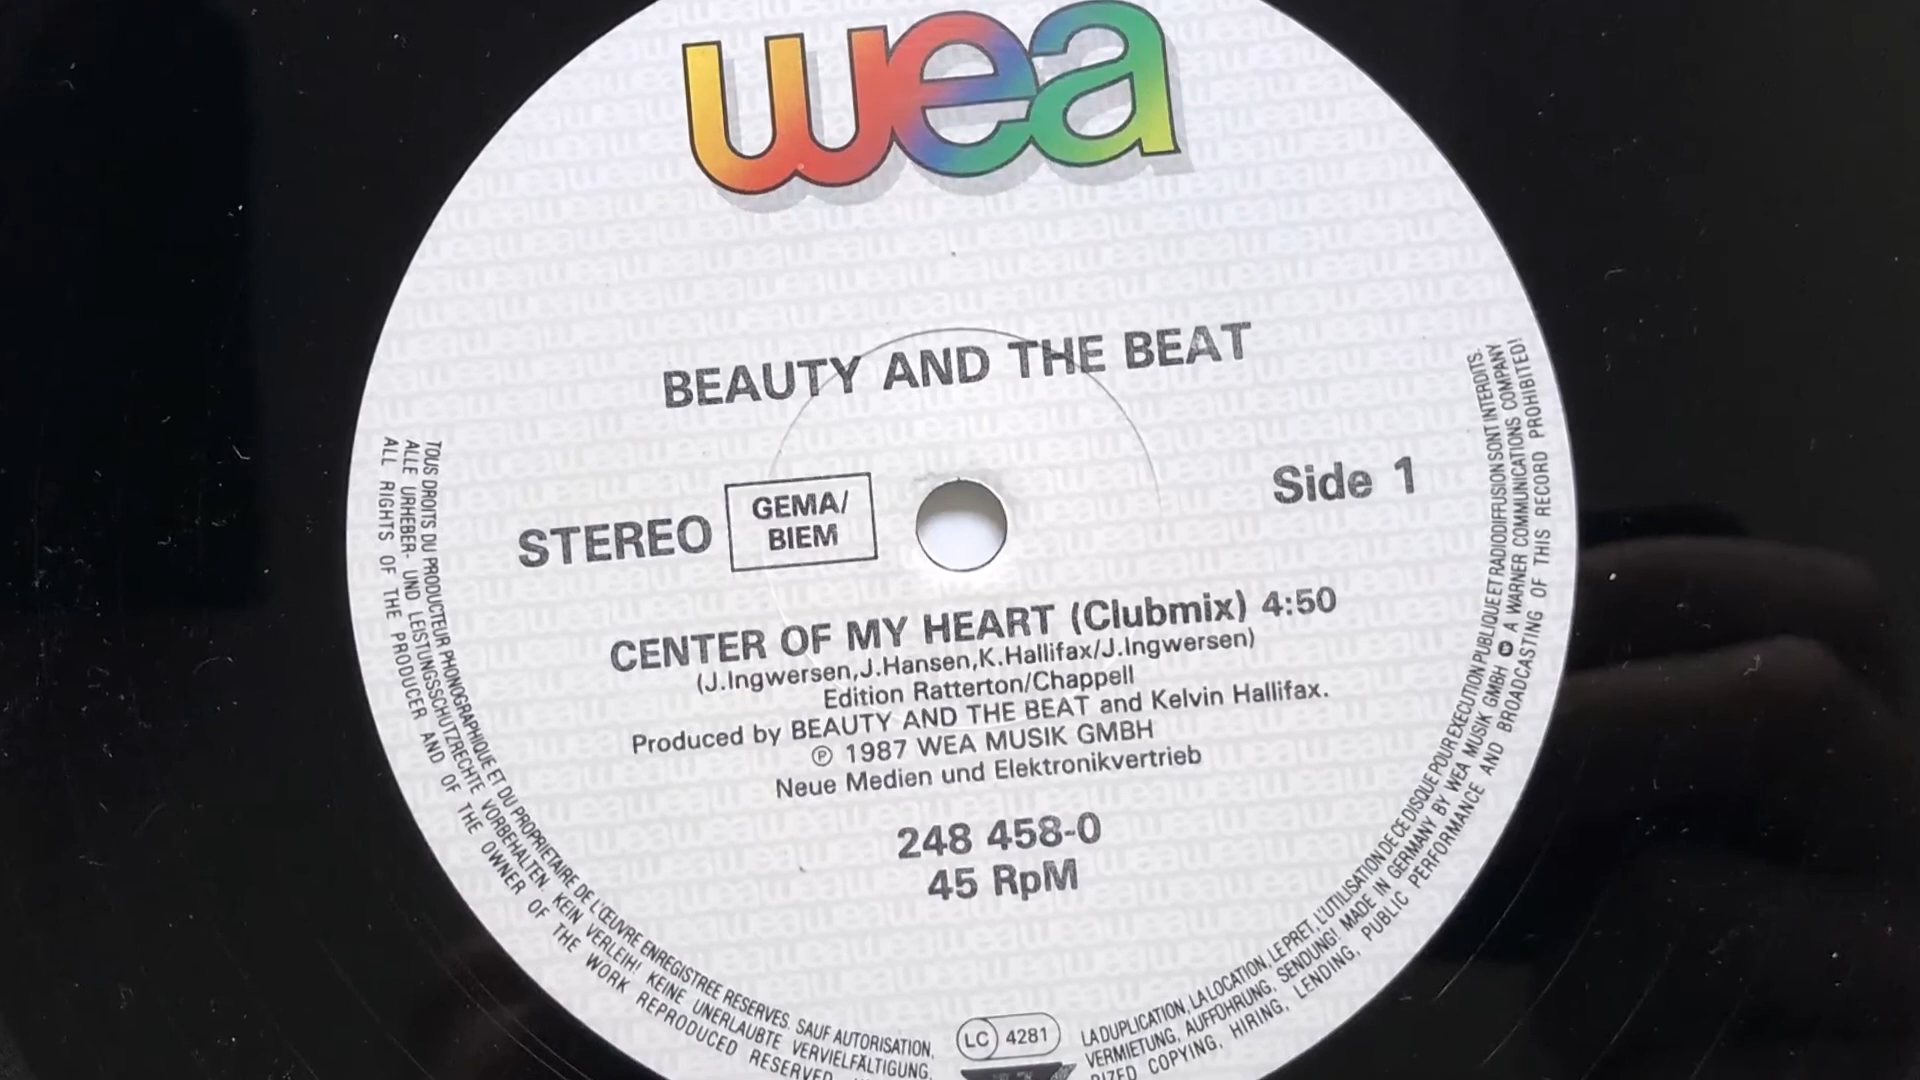 wea
BEAUTY AND THE BEAT
STEREO
GEMA/
BIEM
Side 1
CENTER OF MY HEART (Clubmix) 4:50
(J.Ingwersen,J.Hansen,K.Hallifax/J.Ingwersen)
Edition Ratterton/Chappell
Produced by BEAUTY AND THE BEAT and Kelvin Hallifax.
Ⓟ 1987 WEA MUSIK GMBH
Neue Medien und Elektronikvertrieb
248 458-0
45 RpM
TOUS DROITS DU PRODUCTEUR PHONOGRAPHIQUE ET DU PROPRIETAIRE DE L'ŒUVRE ENREGISTREE RESERVES. SAUF AUTORISATION,
ALLE URHEBER- UND LEISTUNGSSCHUTZRECHTE VORBEHALTEN. KEIN VERLEIH! KEINE UNERLAUBTE VERVIELFÄLTIGUNG,
ALL RIGHTS OF THE PRODUCER AND OF THE OWNER OF THE WORK REPRODUCED RESERVED
LC 4281
LA DUPLICATION, LA LOCATION, LE PRET, L'UTILISATION DE CE DISQUE POUR EXECUTION PUBLIQUE ET RADIODIFFUSION SONT INTERDITS.
VERMIETUNG, AUFFÖHRUNG, SENDUNG! MADE IN GERMANY BY WEA MUSIK GMBH A WARNER COMMUNICATIONS COMPANY
COPYING, HIRING, LENDING, PUBLIC PERFORMANCE AND BROADCASTING OF THIS RECORD PROHIBITED!